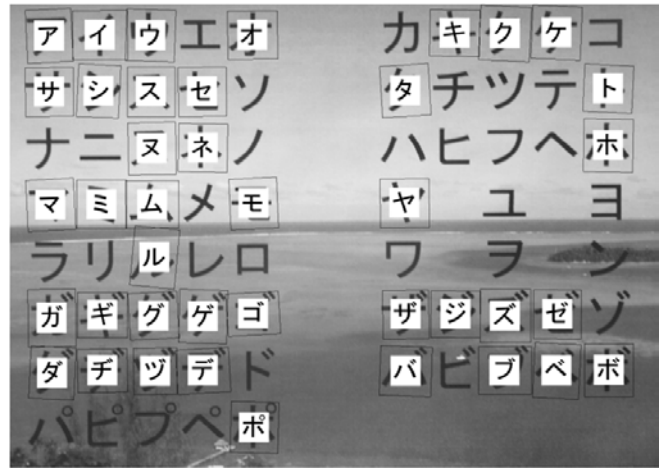 アイウエオ カキクケコ
サシスセソ タチツテト
ナニヌネノ ハヒフヘホ
マミムメモ ヤ ユ ヨ
ラリルレロ ワ ヲ ン
ガギグゲゴ ザジズゼゾ
ダヂヅデド バビブベボ
パピプペポ